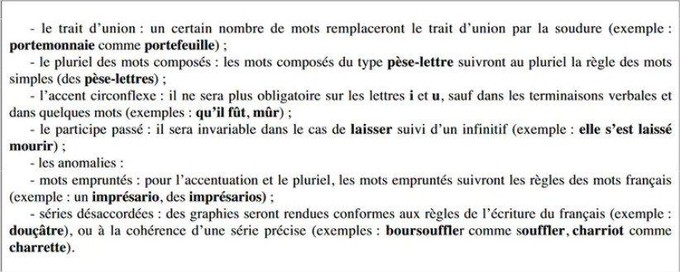 - le trait d'union : un certain nombre de mots remplaceront le trait d'union par la soudure (exemple :
portemonnaie comme portefeuille) ;
- le pluriel des mots composés : les mots composés du type pèse-lettre suivront au pluriel la règle des mots
simples (des pèse-lettres) ;
- l'accent circonflexe : il ne sera plus obligatoire sur les lettres i et u, sauf dans les terminaisons verbales et
dans quelques mots (exemples : qu'il fût, mûr) ;
- le participe passé : il sera invariable dans le cas de laisser suivi d'un infinitif (exemple : elle s'est laissé
mourir) ;
- les anomalies :
- mots empruntés : pour l'accentuation et le pluriel, les mots empruntés suivront les règles des mots français
(exemple : un imprésario, des imprésarios) ;
- séries désaccordées : des graphies seront rendues conformes aux règles de l'écriture du français (exemple :
douçâtre), ou à la cohérence d'une série précise (exemples : boursouffler comme souffler, charriot comme
charrette).